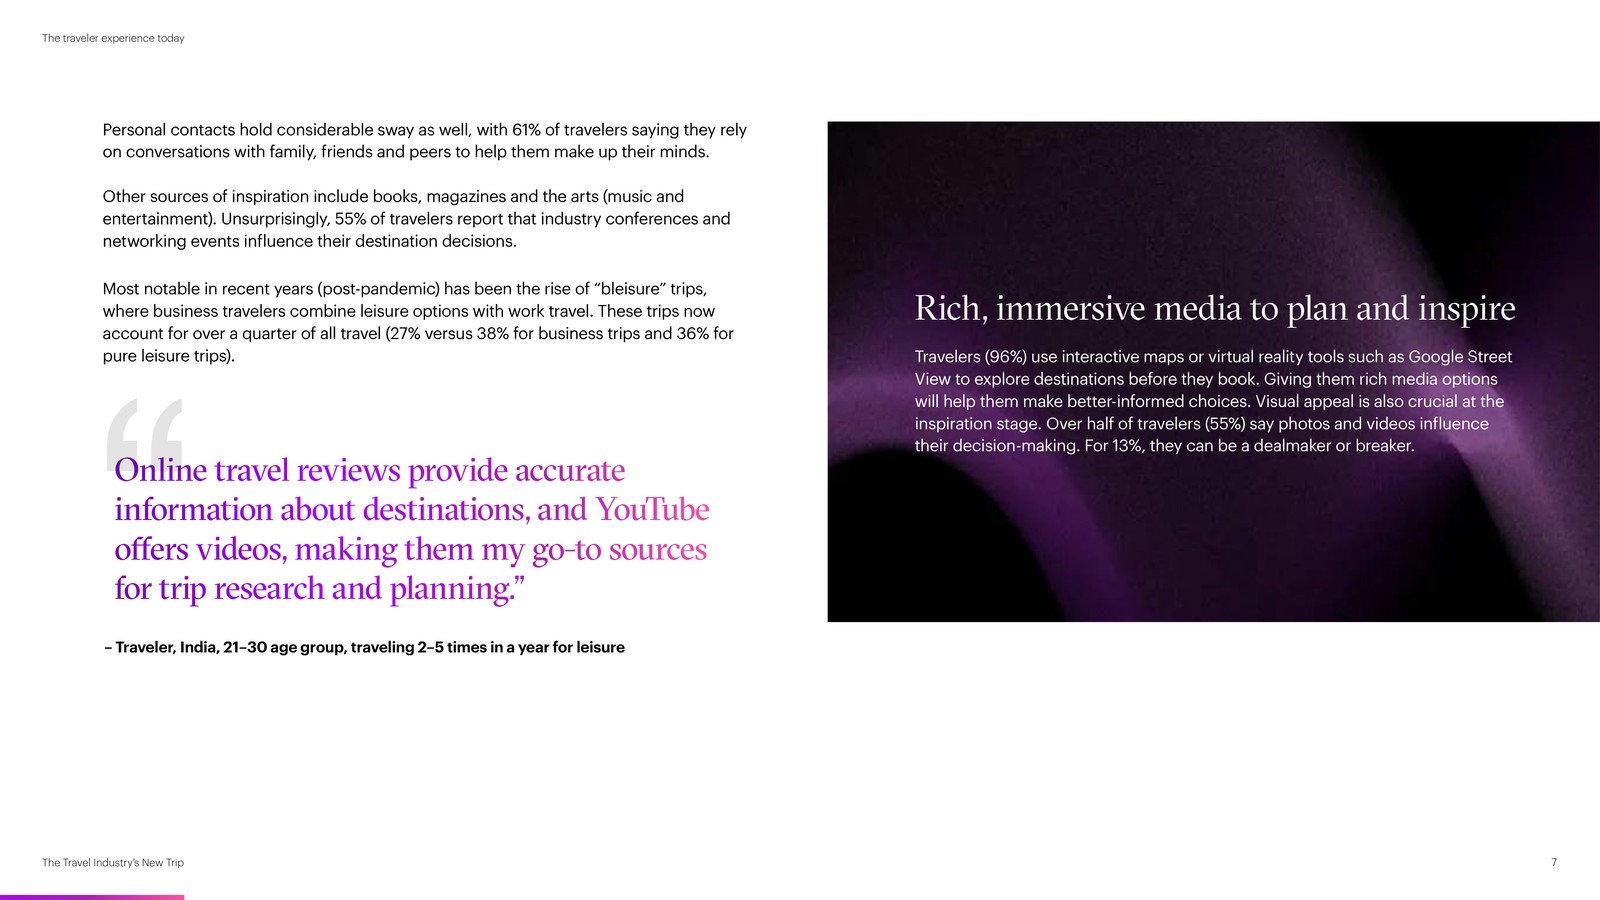 The traveler experience today
Personal contacts hold considerable sway as well, with 61% of travelers saying they rely
on conversations with family, friends and peers to help them make up their minds.
Other sources of inspiration include books, magazines and the arts (music and
entertainment). Unsurprisingly, 55% of travelers report that industry conferences and
networking events influence their destination decisions.
Most notable in recent years (post-pandemic) has been the rise of “bleisure” trips,
where business travelers combine leisure options with work travel. These trips now
account for over a quarter of all travel (27% versus 38% for business trips and 36% for
pure leisure trips).
“
Online travel reviews provide accurate
information about destinations, and YouTube
offers videos, making them my go-to sources
for trip research and planning.”
– Traveler, India, 21–30 age group, traveling 2–5 times in a year for leisure
Rich, immersive media to plan and inspire
Travelers (96%) use interactive maps or virtual reality tools such as Google Street
View to explore destinations before they book. Giving them rich media options
will help them make better-informed choices. Visual appeal is also crucial at the
inspiration stage. Over half of travelers (55%) say photos and videos influence
their decision-making. For 13%, they can be a dealmaker or breaker.
The Travel Industry’s New Trip
7